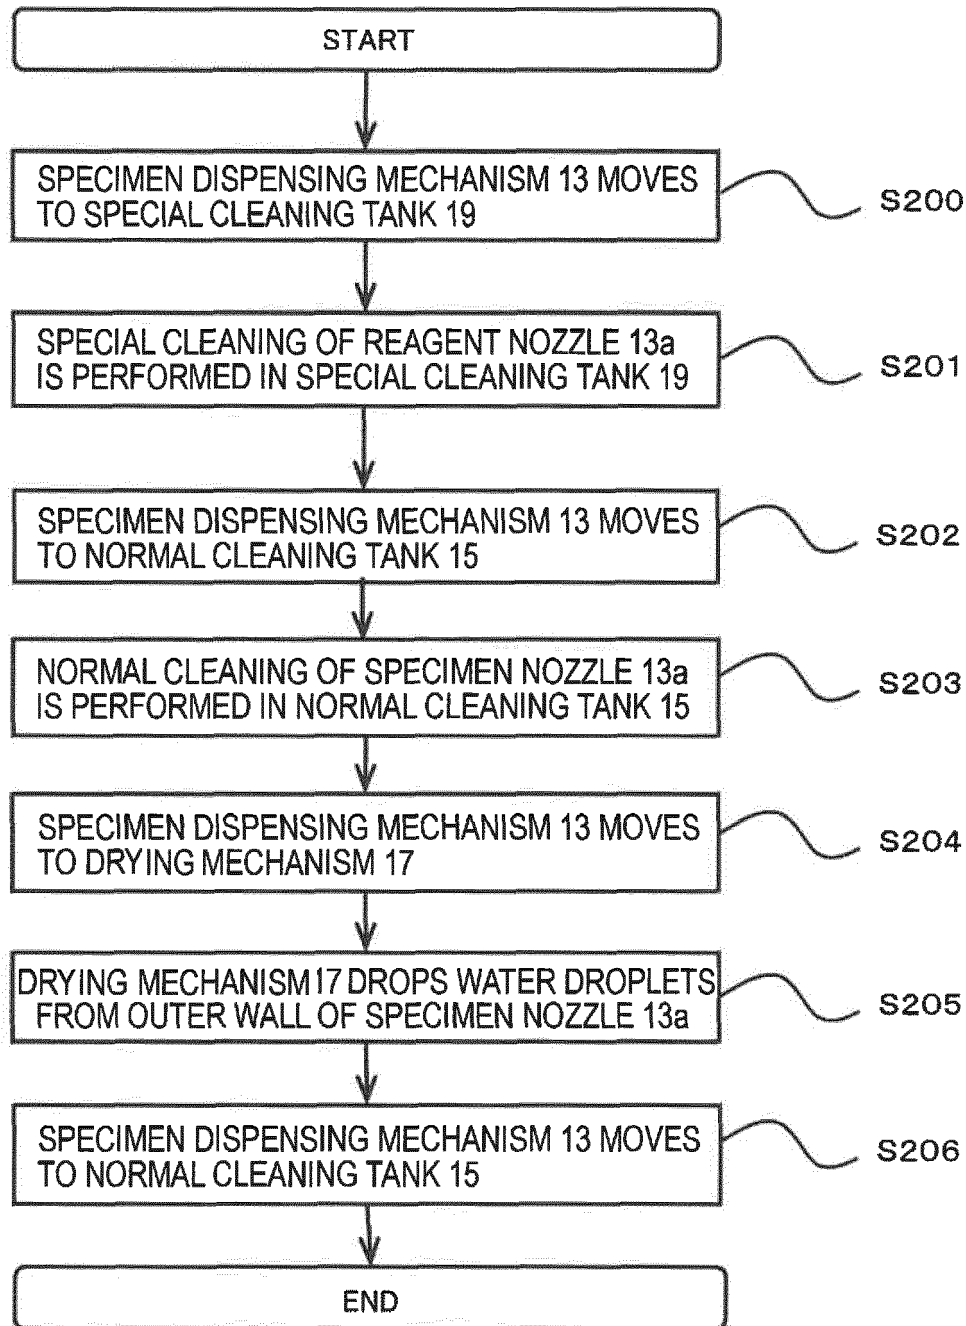 START
SPECIMEN DISPENSING MECHANISM 13 MOVES
TO SPECIAL CLEANING TANK 19
S200
SPECIAL CLEANING OF REAGENT NOZZLE 13a
IS PERFORMED IN SPECIAL CLEANING TANK 19
S201
SPECIMEN DISPENSING MECHANISM 13 MOVES
TO NORMAL CLEANING TANK 15
S202
NORMAL CLEANING OF SPECIMEN NOZZLE 13a
IS PERFORMED IN NORMAL CLEANING TANK 15
S203
SPECIMEN DISPENSING MECHANISM 13 MOVES
TO DRYING MECHANISM 17
S204
DRYING MECHANISM 17 DROPS WATER DROPLETS
FROM OUTER WALL OF SPECIMEN NOZZLE 13a
S205
SPECIMEN DISPENSING MECHANISM 13 MOVES
TO NORMAL CLEANING TANK 15
S206
END